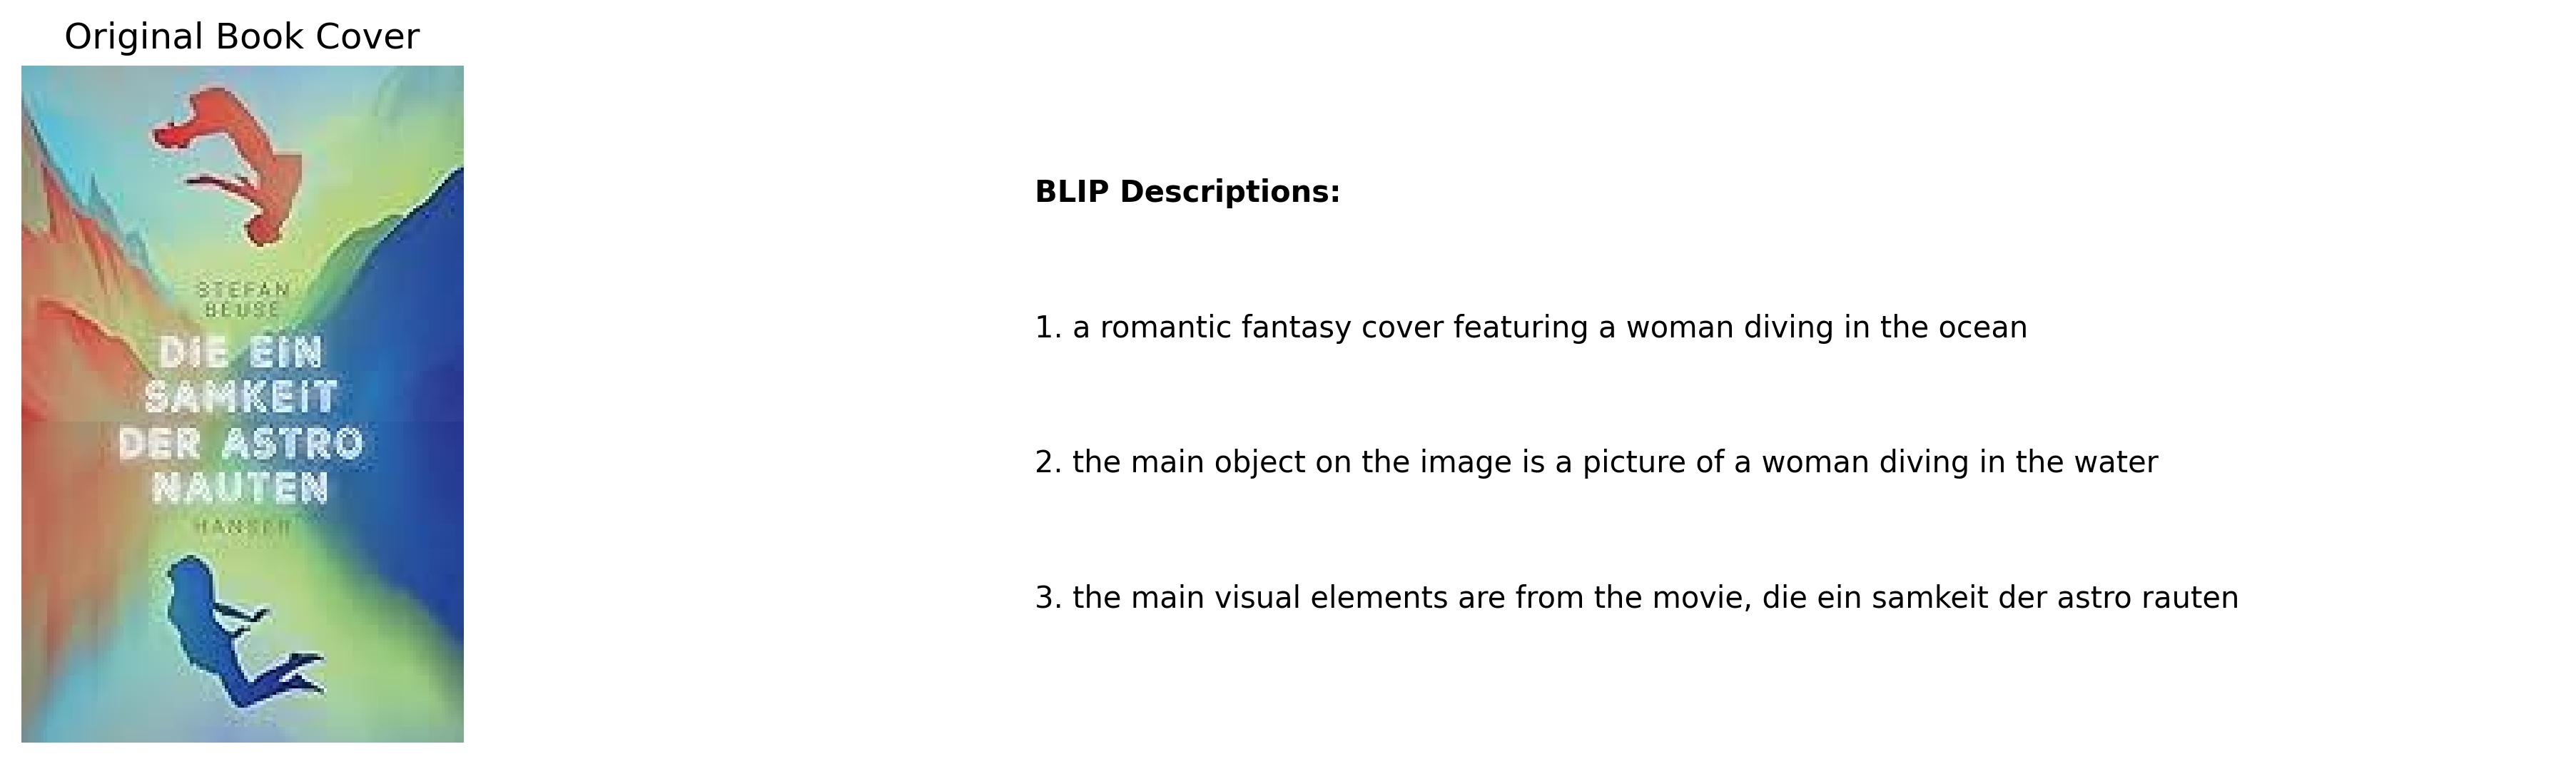 Original Book Cover
STEFAN
BEUSE
DIE EIN
SAMKEIT
DER ASTRO
NAUTEN
HANSER
BLIP Descriptions:
1. a romantic fantasy cover featuring a woman diving in the ocean
2. the main object on the image is a picture of a woman diving in the water
3. the main visual elements are from the movie, die ein samkeit der astro rauten